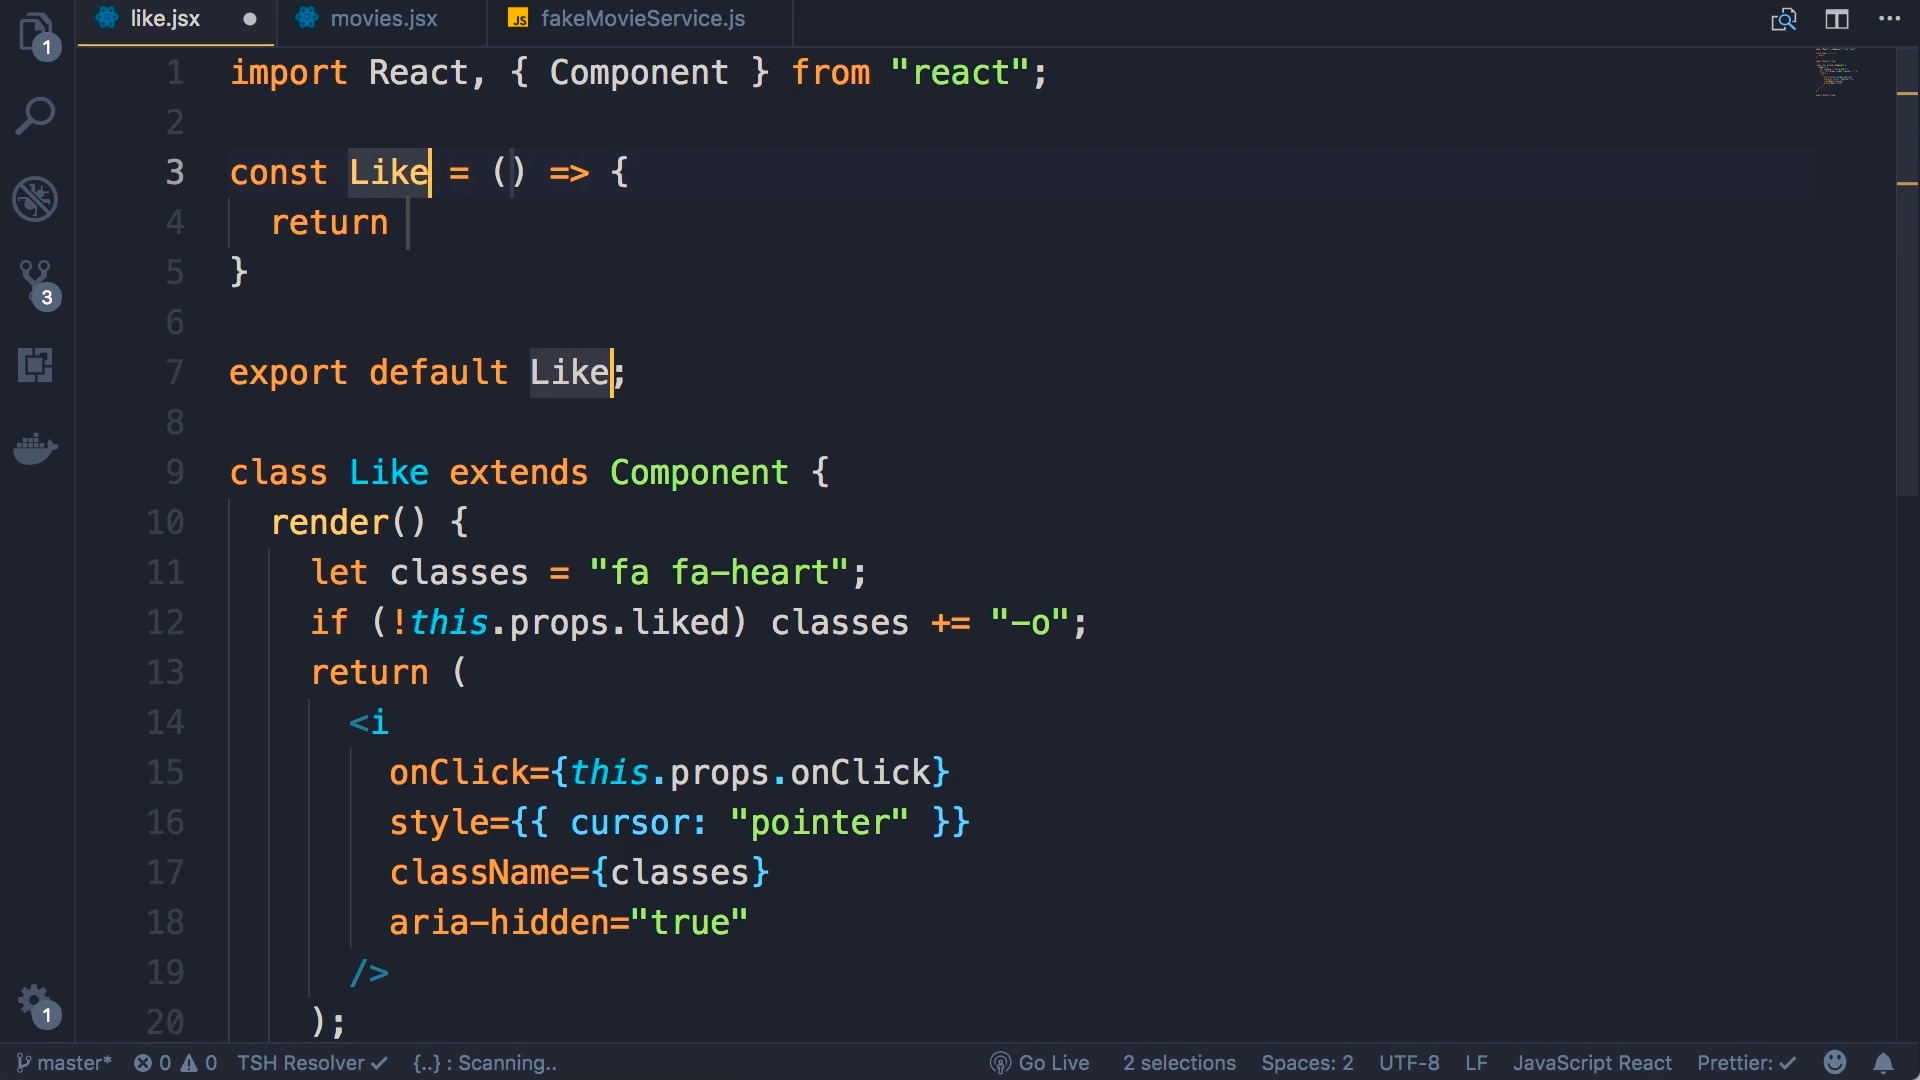 like.jsx movies.jsx JS fakeMovieService.js
1 1 import React, { Component } from "react";
2
3 const Like = () => {
4 return
5 }
3 6
7 export default Like;
8
9 class Like extends Component {
10 render() {
11 let classes = "fa fa-heart";
12 if (!this.props.liked) classes += "-o";
13 return (
14 <i
15 onClick={this.props.onClick}
16 style={{ cursor: "pointer" }}
17 className={classes}
18 aria-hidden="true"
19 />
1 20 );
master* 0 0 TSH Resolver ✓ {..} : Scanning.. Go Live 2 selections Spaces: 2 UTF-8 LF JavaScript React Prettier: ✓